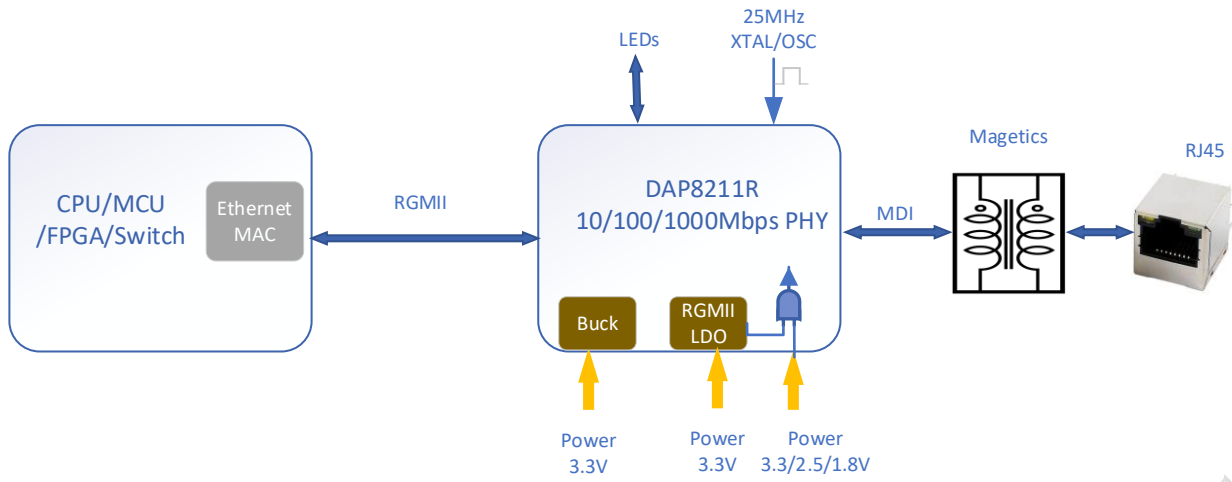 25MHz
XTAL/OSC
LEDs
Magetics
RJ45
CPU/MCU
/FPGA/Switch
Ethernet
MAC
RGMII
DAP8211R
10/100/1000Mbps PHY
MDI
Buck
RGMII
LDO
Power
3.3V
Power
3.3V
Power
3.3/2.5/1.8V